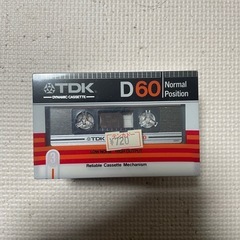 TDK
DYNAMIC CASSETTE
D60
Normal
Position
¥120
Reliable Cassette Mechanism